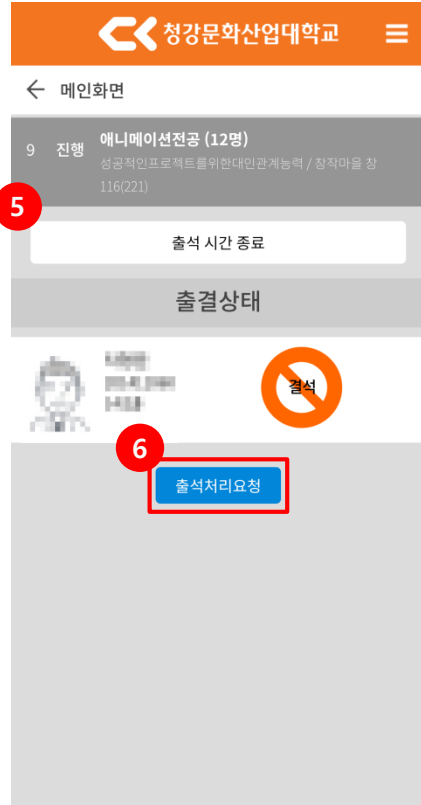 청강문화산업대학교
메인화면
9 진행 애니메이션전공 (12명)
성공적인프로젝트를위한대인관계능력 / 창작마을 창
116(221)
5
출석 시간 종료
출결상태
결석
6
출석처리요청